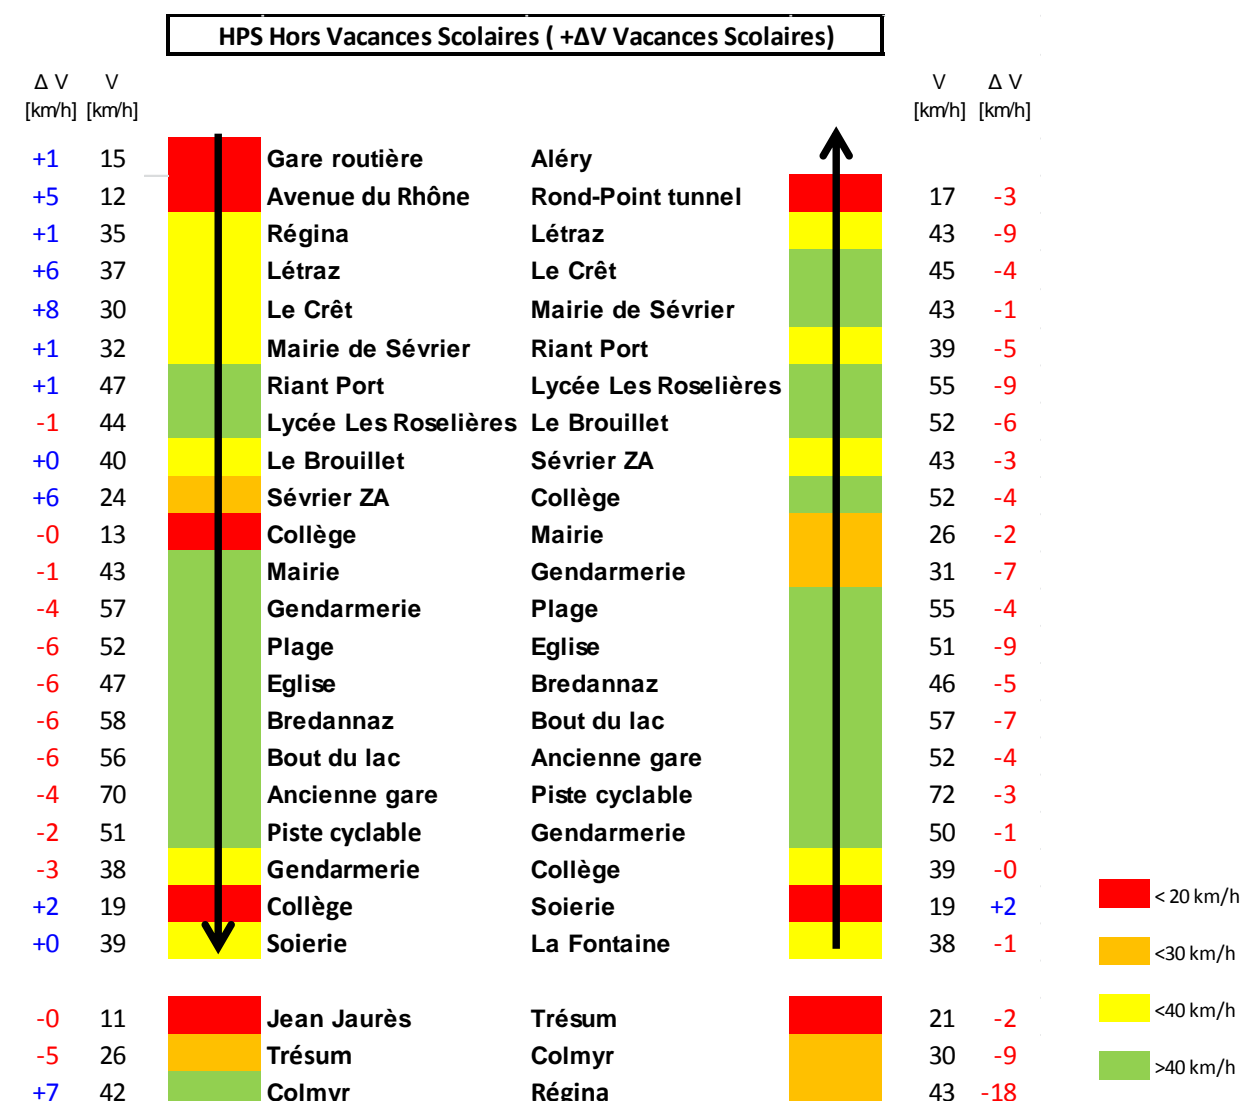 HPS Hors Vacances Scolaires ( +ΔV Vacances Scolaires)
Δ V V V Δ V
[km/h] [km/h] [km/h] [km/h]
+1 15 Gare routière Aléry
+5 12 Avenue du Rhône Rond-Point tunnel 17 -3
+1 35 Régina Létraz 43 -9
+6 37 Létraz Le Crêt 45 -4
+8 30 Le Crêt Mairie de Sévrier 43 -1
+1 32 Mairie de Sévrier Riant Port 39 -5
+1 47 Riant Port Lycée Les Roselières 55 -9
-1 44 Lycée Les Roselières Le Brouillet 52 -6
+0 40 Le Brouillet Sévrier ZA 43 -3
+6 24 Sévrier ZA Collège 52 -4
-0 13 Collège Mairie 26 -2
-1 43 Mairie Gendarmerie 31 -7
-4 57 Gendarmerie Plage 55 -4
-6 52 Plage Eglise 51 -9
-6 47 Eglise Bredannaz 46 -5
-6 58 Bredannaz Bout du lac 57 -7
-6 56 Bout du lac Ancienne gare 52 -4
-4 70 Ancienne gare Piste cyclable 72 -3
-2 51 Piste cyclable Gendarmerie 50 -1
-3 38 Gendarmerie Collège 39 -0
+2 19 Collège Soierie 19 +2 < 20 km/h
+0 39 Soierie La Fontaine 38 -1 <30 km/h
-0 11 Jean Jaurès Trésum 21 -2 <40 km/h
-5 26 Trésum Colmyr 30 -9 >40 km/h
+7 42 Colmyr Régina 43 -18